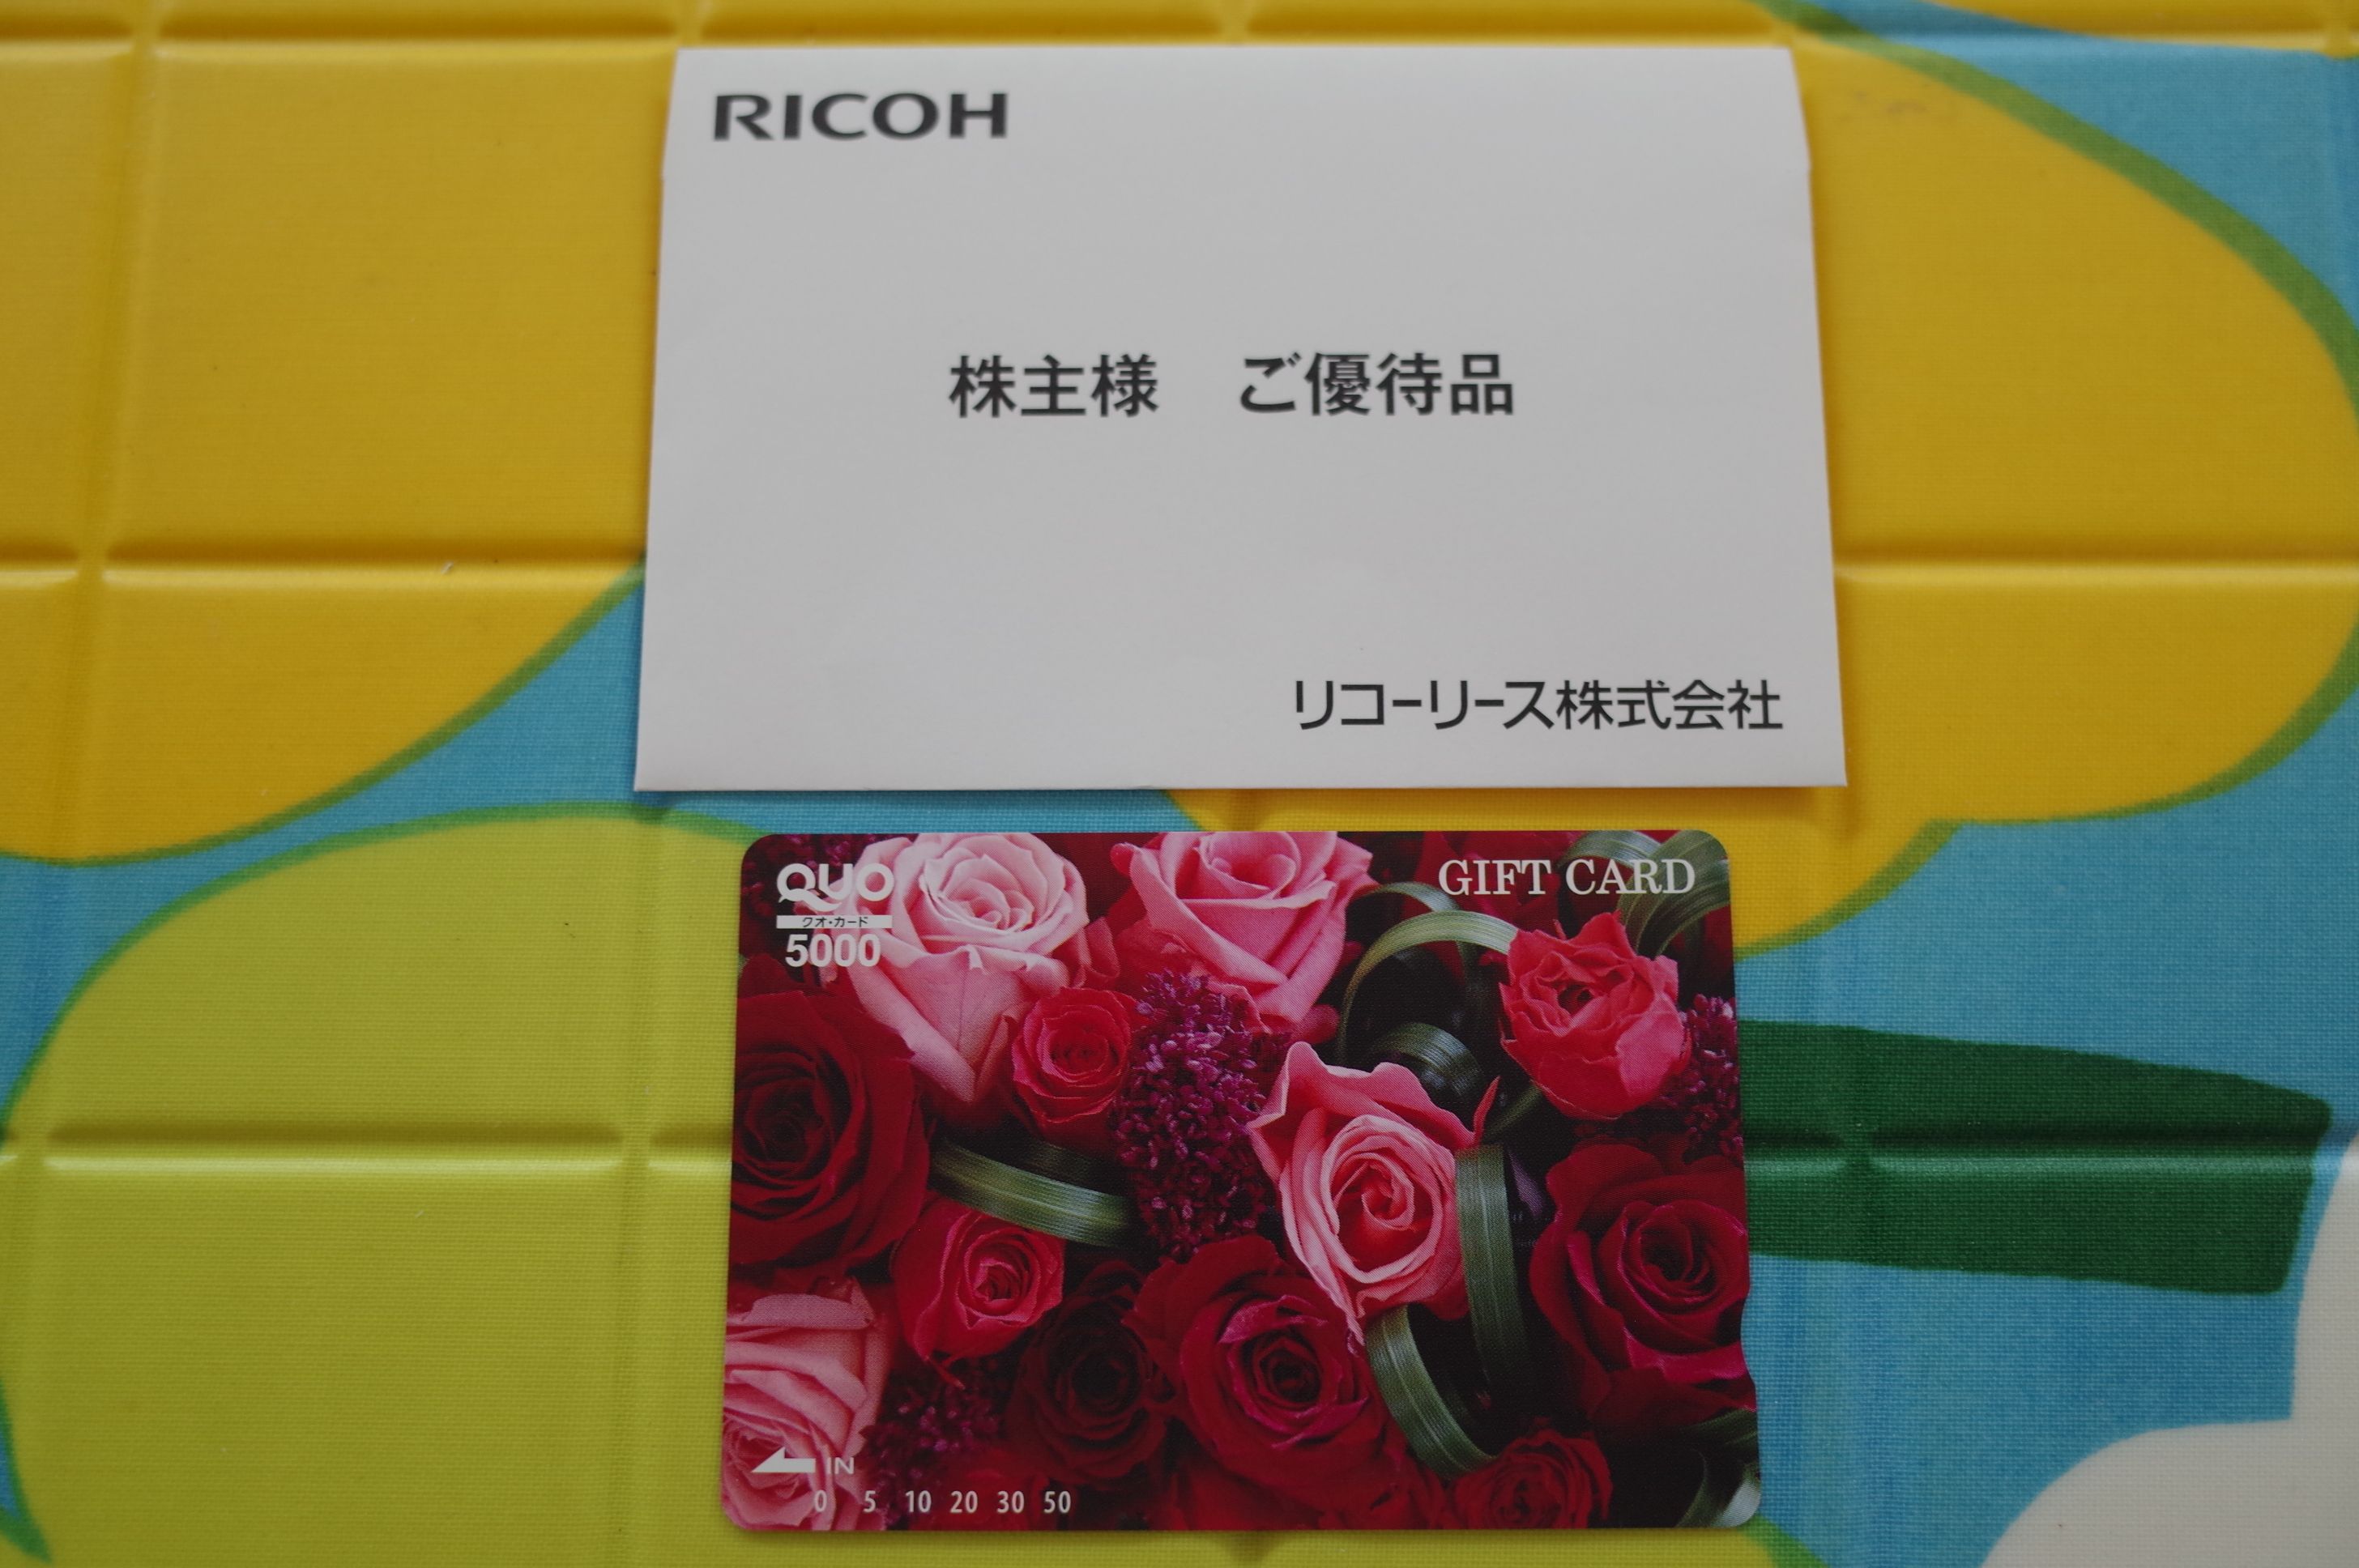 RICOH
株主様 ご優待品
リコーリース株式会社
QUO
クオ・カード
5000
GIFT CARD
IN
0 5 10 20 30 50